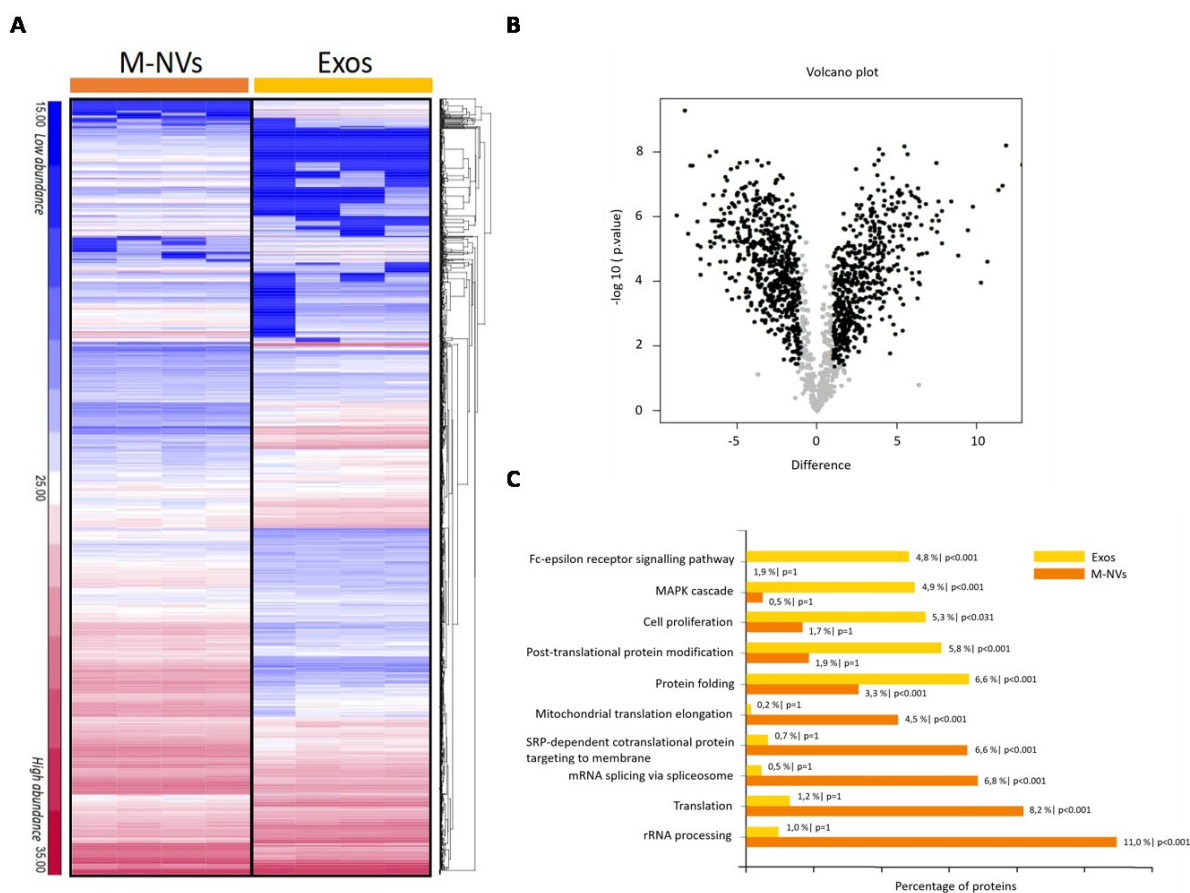 A
M-NVs
Exos
15.00
Low abundance
25.00
High abundance
35.00
B
Volcano plot
-log 10 ( p.value)
8
6
4
2
0
-5
0
5
10
Difference
C
Fc-epsilon receptor signalling pathway
4,8 %| p<0.001
1,9 %| p=1
MAPK cascade
4,9 %| p<0.001
0,5 %| p=1
Cell proliferation
5,3 %| p<0.031
1,7 %| p=1
Post-translational protein modification
5,8 %| p<0.001
1,9 %| p=1
Protein folding
6,6 %| p<0.001
3,3 %| p<0.001
Mitochondrial translation elongation
0,2 %| p=1
4,5 %| p<0.001
SRP-dependent cotranslational protein
targeting to membrane
0,7 %| p=1
6,6 %| p<0.001
mRNA splicing via spliceosome
0,5 %| p=1
6,8 %| p<0.001
Translation
1,2 %| p=1
8,2 %| p<0.001
rRNA processing
1,0 %| p=1
11,0 %| p<0.001
Exos
M-NVs
Percentage of proteins